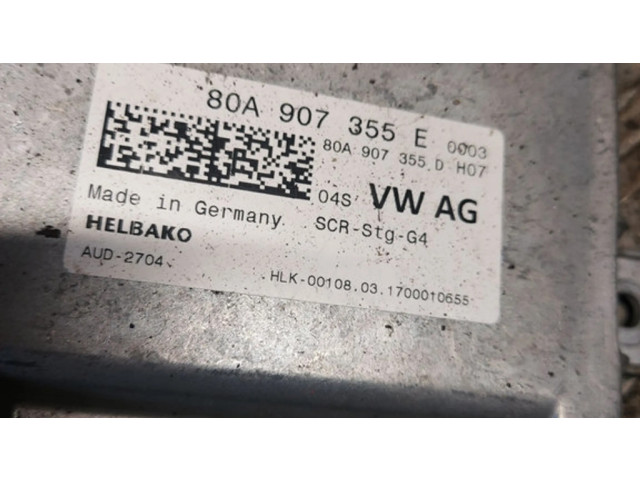 80A 907 355 E 0003
80A 907 355 D H07
04S VW AG
Made in Germany SCR-Stg-G4
HELBAKO
AUD-2704 HLK-00108.03.1700010655